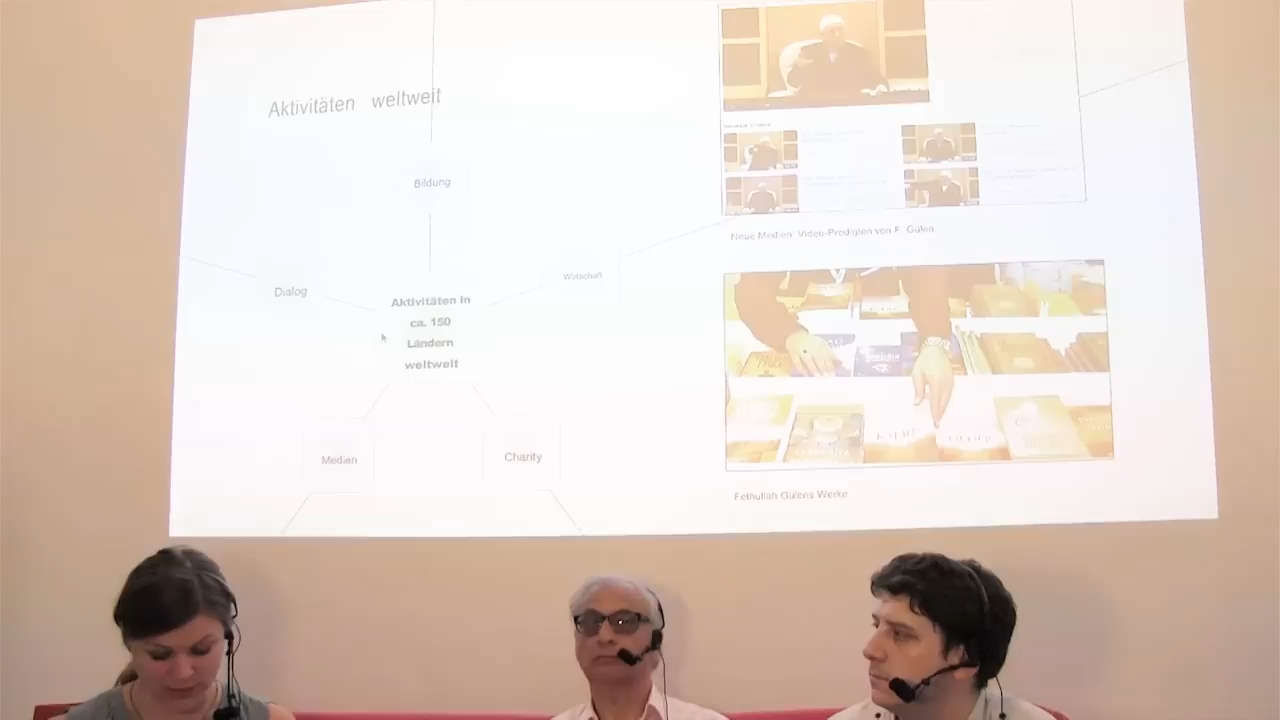 Aktivitäten weltweit
Bildung
Dialog
Wirtschaft
Aktivitäten in
ca. 150
Ländern
weltweit
Medien
Charity
Neue Medien: Video-Predigten von F. Gülen
Fethullah Gülens Werke